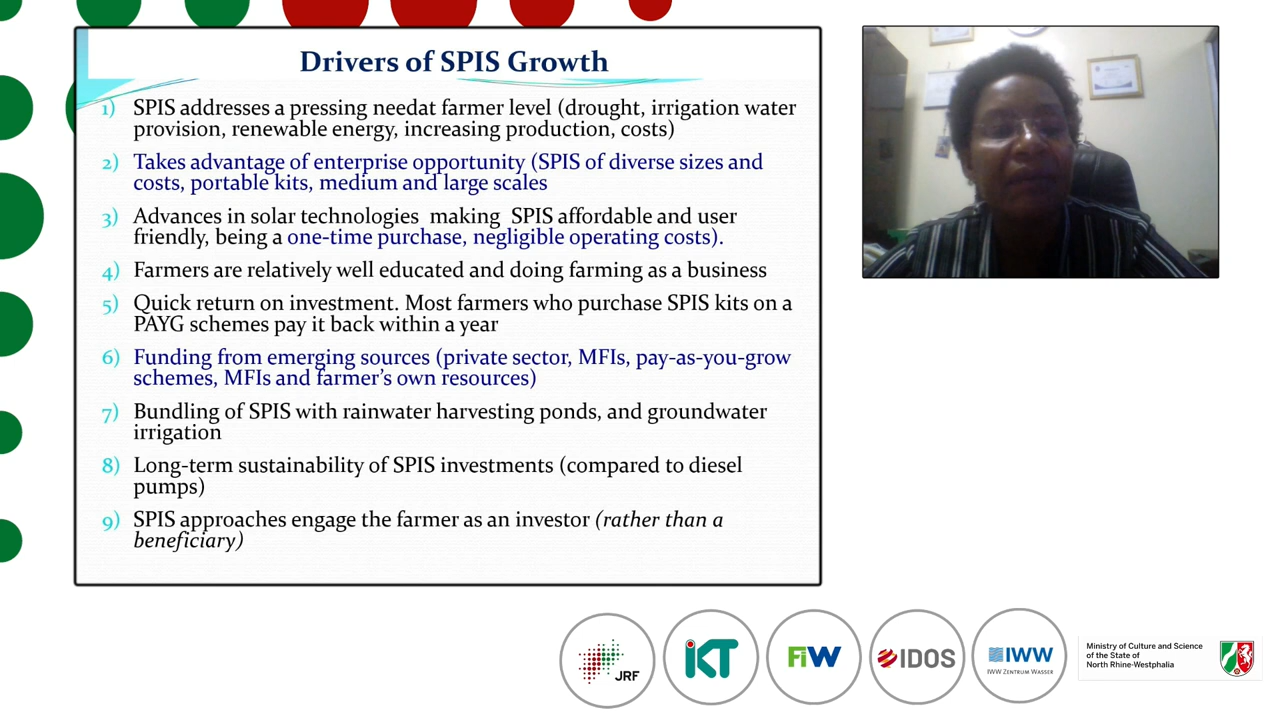 Drivers of SPIS Growth
1) SPIS addresses a pressing needat farmer level (drought, irrigation water
provision, renewable energy, increasing production, costs)
2) Takes advantage of enterprise opportunity (SPIS of diverse sizes and
costs, portable kits, medium and large scales
3) Advances in solar technologies making SPIS affordable and user
friendly, being a one-time purchase, negligible operating costs).
4) Farmers are relatively well educated and doing farming as a business
5) Quick return on investment. Most farmers who purchase SPIS kits on a
PAYG schemes pay it back within a year
6) Funding from emerging sources (private sector, MFIs, pay-as-you-grow
schemes, MFIs and farmer's own resources)
7) Bundling of SPIS with rainwater harvesting ponds, and groundwater
irrigation
8) Long-term sustainability of SPIS investments (compared to diesel
pumps)
9) SPIS approaches engage the farmer as an investor (rather than a
beneficiary)
JRF
iKT
FiW
IDOS
IWW
IWW ZENTRUM WASSER
Ministry of Culture and Science
of the State of
North Rhine-Westphalia